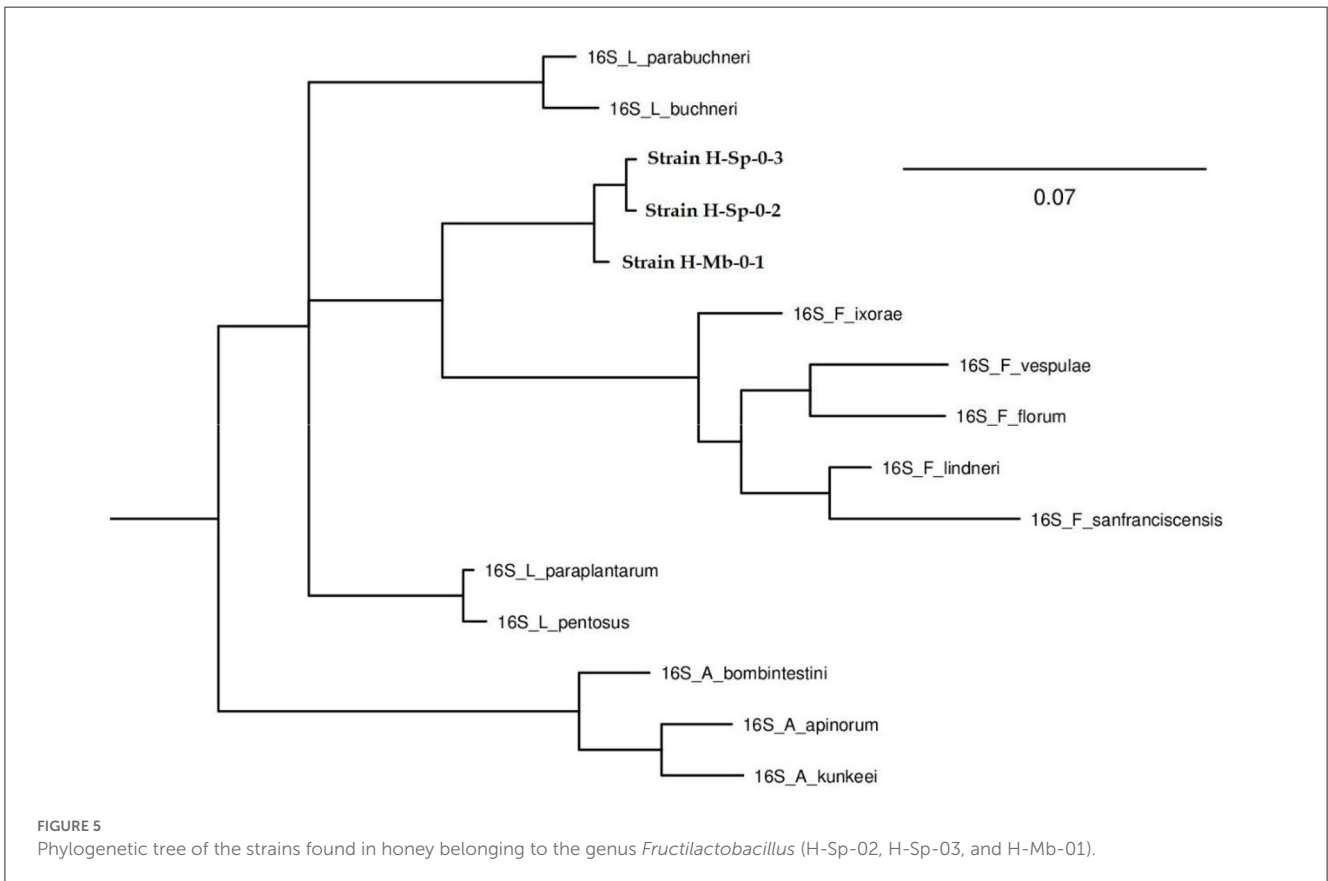 16S_L_parabuchneri
16S_L_buchneri
Strain H-Sp-0-3
0.07
Strain H-Sp-0-2
Strain H-Mb-0-1
16S_F_ixorae
16S_F_vespulae
16S_F_florum
16S_F_lindneri
16S_F_sanfranciscensis
16S_L_paraplantarum
16S_L_pentosus
16S_A_bombintestini
16S_A_apinorum
16S_A_kunkeei
FIGURE 5
Phylogenetic tree of the strains found in honey belonging to the genus Fructilactobacillus (H-Sp-02, H-Sp-03, and H-Mb-01).